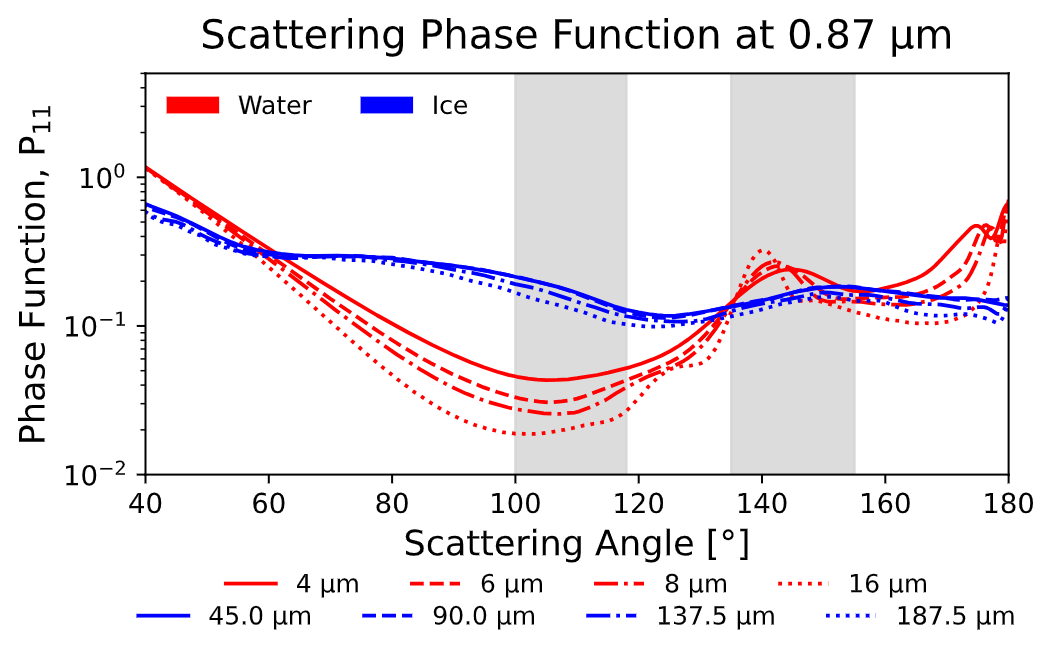 Scattering Phase Function at 0.87 µm
Water Ice
Phase Function, P₁₁
10⁰
10⁻¹
10⁻²
40 60 80 100 120 140 160 180
Scattering Angle [°]
4 µm 6 µm 8 µm 16 µm
45.0 µm 90.0 µm 137.5 µm 187.5 µm